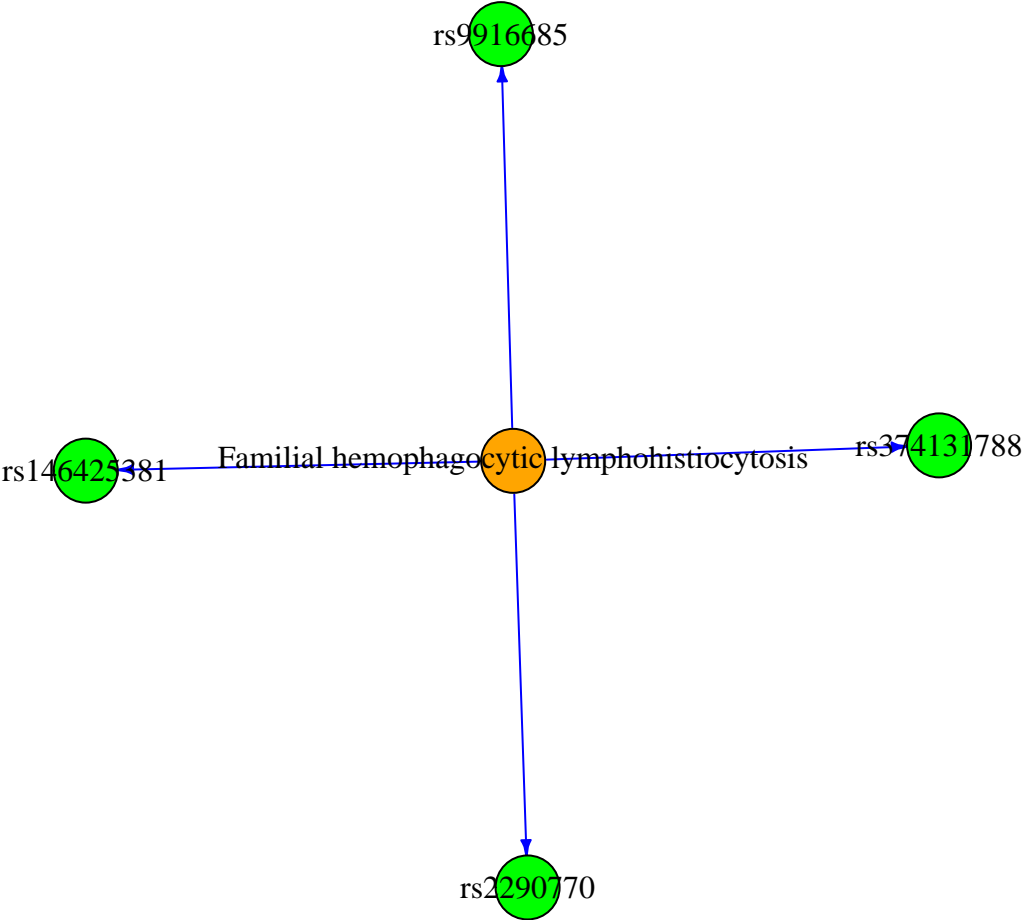 rs9916685
rs374131788
Familial hemophagocytic lymphohistiocytosis
rs146425381
rs2290770